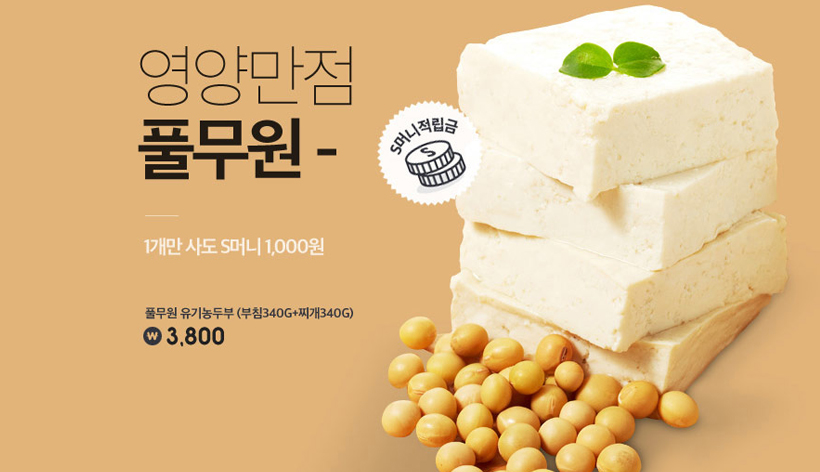 영양만점
풀무원 -
S머니적립금
S
1개만 사도 S머니 1,000원
풀무원 유기농두부 (부침340G+찌개340G)
₩ 3,800